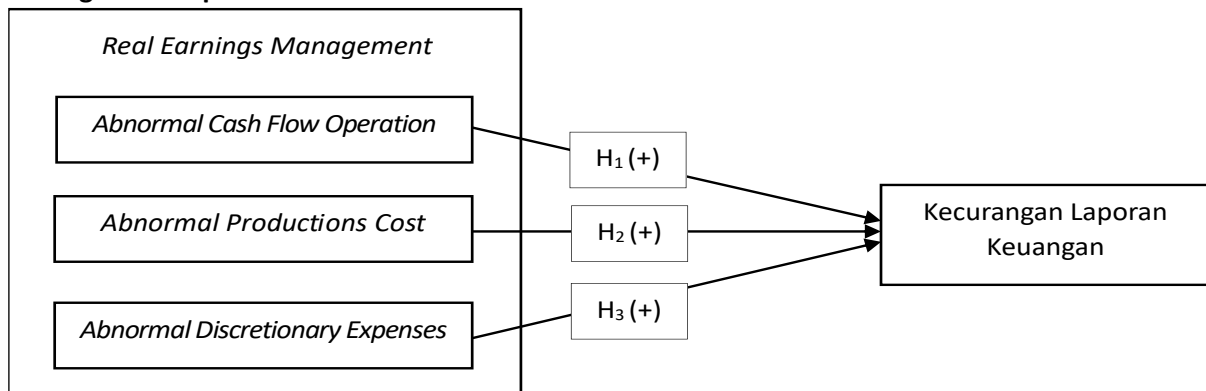 Real Earnings Management
Abnormal Cash Flow Operation
H₁ (+)
Abnormal Productions Cost
H₂ (+)
Kecurangan Laporan
Keuangan
Abnormal Discretionary Expenses
H₃ (+)